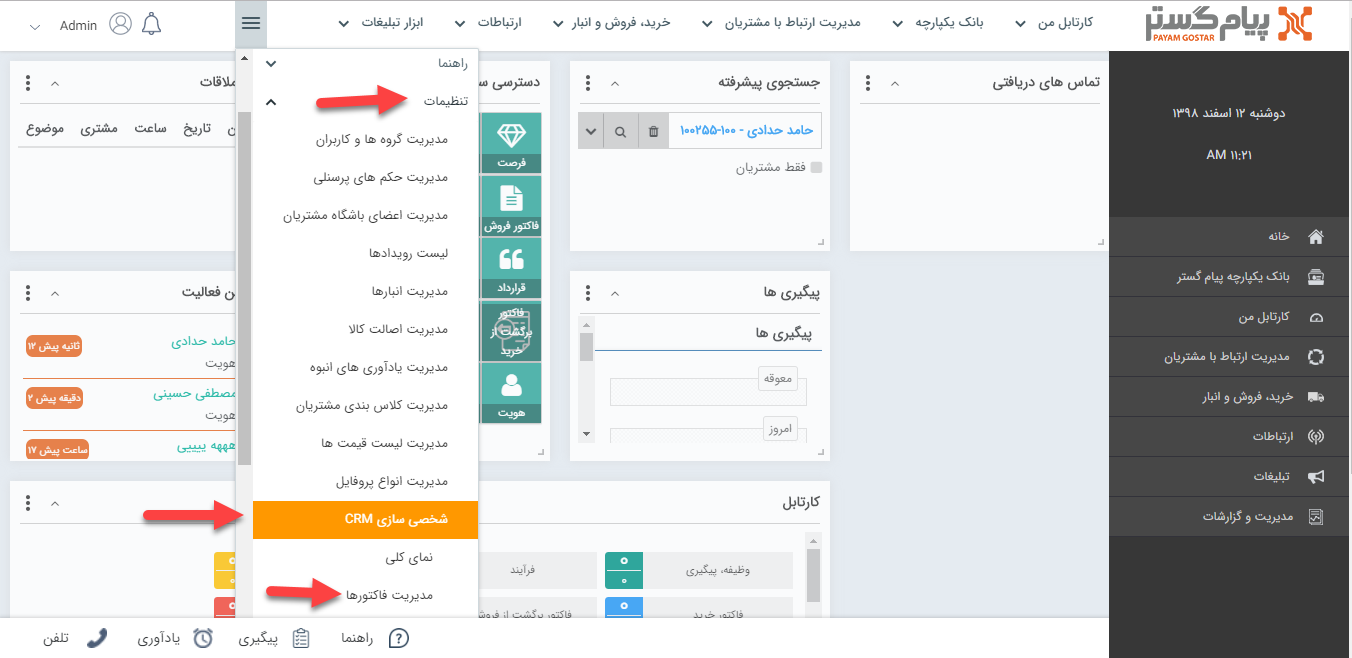 پیام گستر
PAYAM GOSTAR
کارتابل من
بانک یکپارچه
مدیریت ارتباط با مشتریان
خرید، فروش و انبار
ارتباطات
ابزار تبلیغات
Admin
دوشنبه ۱۲ اسفند ۱۳۹۸
۱۱:۲۱ AM
خانه
بانک یکپارچه پیام گستر
کارتابل من
مدیریت ارتباط با مشتریان
خرید، فروش و انبار
ارتباطات
تبلیغات
مدیریت و گزارشات
تماس های دریافتی
جستجوی پیشرفته
حامد حدادی - ۱۰۰-۱۰۰۲۵۵
فقط مشتریان
پیگیری ها
پیگیری ها
معوقه
امروز
کارتابل
وظیفه، پیگیری
۰
۰
فرآیند
۰
۰
فاکتور خرید
۰
فاکتور برگشت از فروش
۰
دسترسی س
فرصت
فاکتور فروش
قرارداد
فاکتور
برگشت از
خرید
هویت
راهنما
تنظیمات
مدیریت گروه ها و کاربران
مدیریت حکم های پرسنلی
مدیریت اعضای باشگاه مشتریان
لیست رویدادها
مدیریت انبارها
مدیریت اصالت کالا
مدیریت یادآوری های انبوه
مدیریت کلاس بندی مشتریان
مدیریت لیست قیمت ها
مدیریت انواع پروفایل
شخصی سازی CRM
نمای کلی
مدیریت فاکتورها
ملاقات
ن تاریخ ساعت مشتری موضوع
ن فعالیت
حامد حدادی
ثانیه پیش ۱۲
هویت
مصطفی حسینی
دقیقه پیش ۲
هویت
هههه ییییی
ساعت پیش ۱۷
راهنما
پیگیری
یادآوری
تلفن